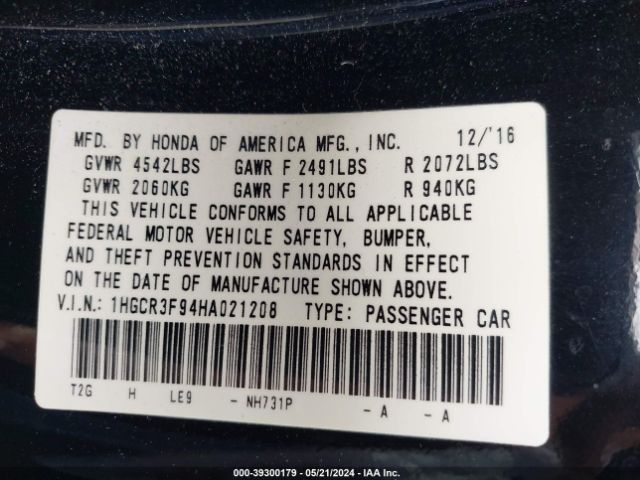 MFD. BY HONDA OF AMERICA MFG., INC. 12/'16
GVWR 4542LBS GAWR F 2491LBS R 2072LBS
GVWR 2060KG GAWR F 1130KG R 940KG
THIS VEHICLE CONFORMS TO ALL APPLICABLE
FEDERAL MOTOR VEHICLE SAFETY, BUMPER,
AND THEFT PREVENTION STANDARDS IN EFFECT
ON THE DATE OF MANUFACTURE SHOWN ABOVE.
V.I.N.: 1HGCR3F94HA021208 TYPE: PASSENGER CAR
T2G H LE9 - NH731P - A - A
000-39300179 - 05/21/2024 - IAA Inc.